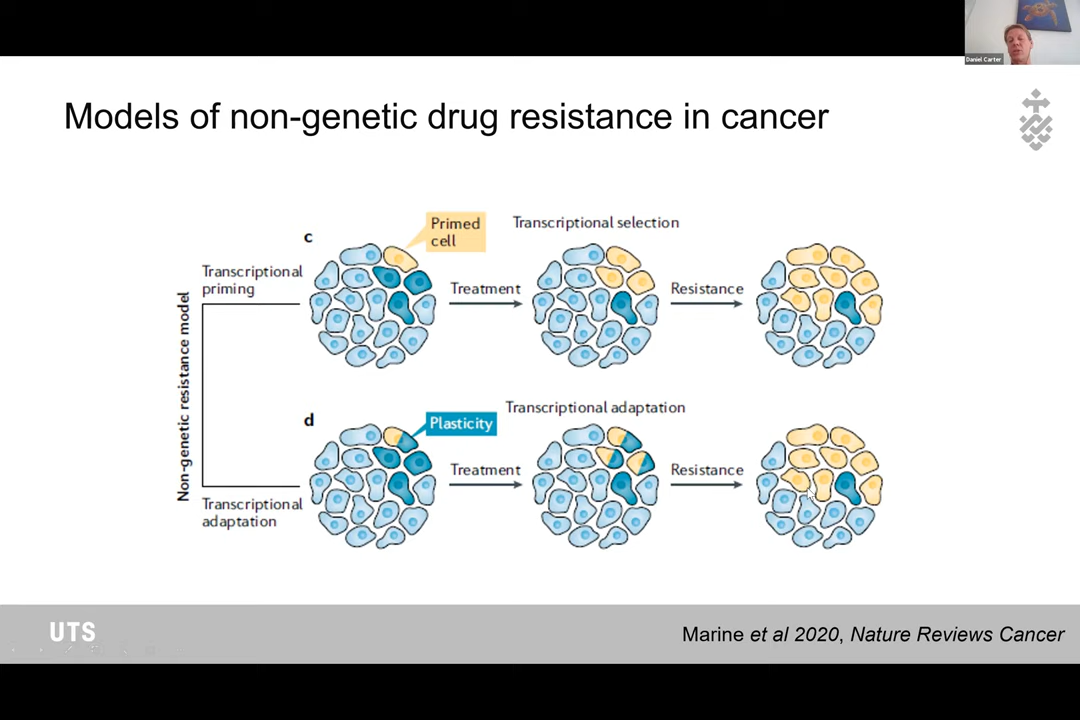 Daniel Carter
Models of non-genetic drug resistance in cancer
Non-genetic resistance model
c
Transcriptional
priming
Primed
cell
Transcriptional selection
Treatment
Resistance
d
Transcriptional
adaptation
Plasticity
Transcriptional adaptation
Treatment
Resistance
UTS
Marine et al 2020, Nature Reviews Cancer